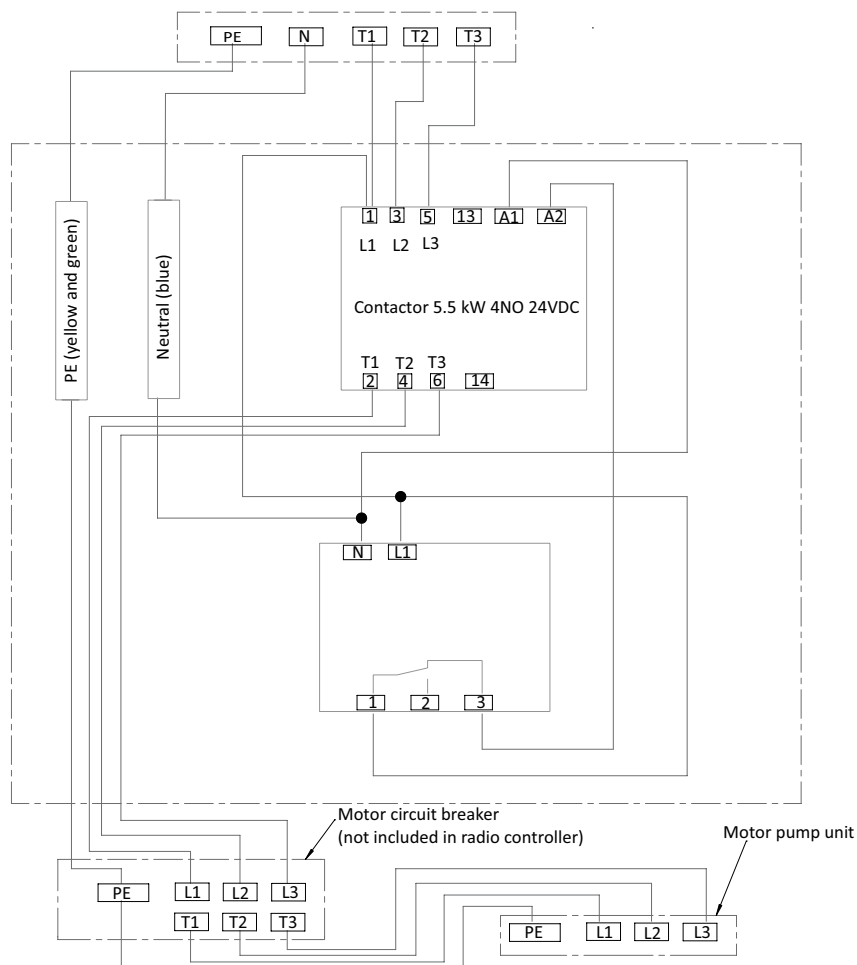 PE N T1 T2 T3
PE (yellow and green)
Neutral (blue)
1 3 5 13 A1 A2
L1 L2 L3
Contactor 5.5 kW 4NO 24VDC
T1 T2 T3
2 4 6 14
N L1
1 2 3
Motor circuit breaker
(not included in radio controller)
PE L1 L2 L3
T1 T2 T3
Motor pump unit
PE L1 L2 L3